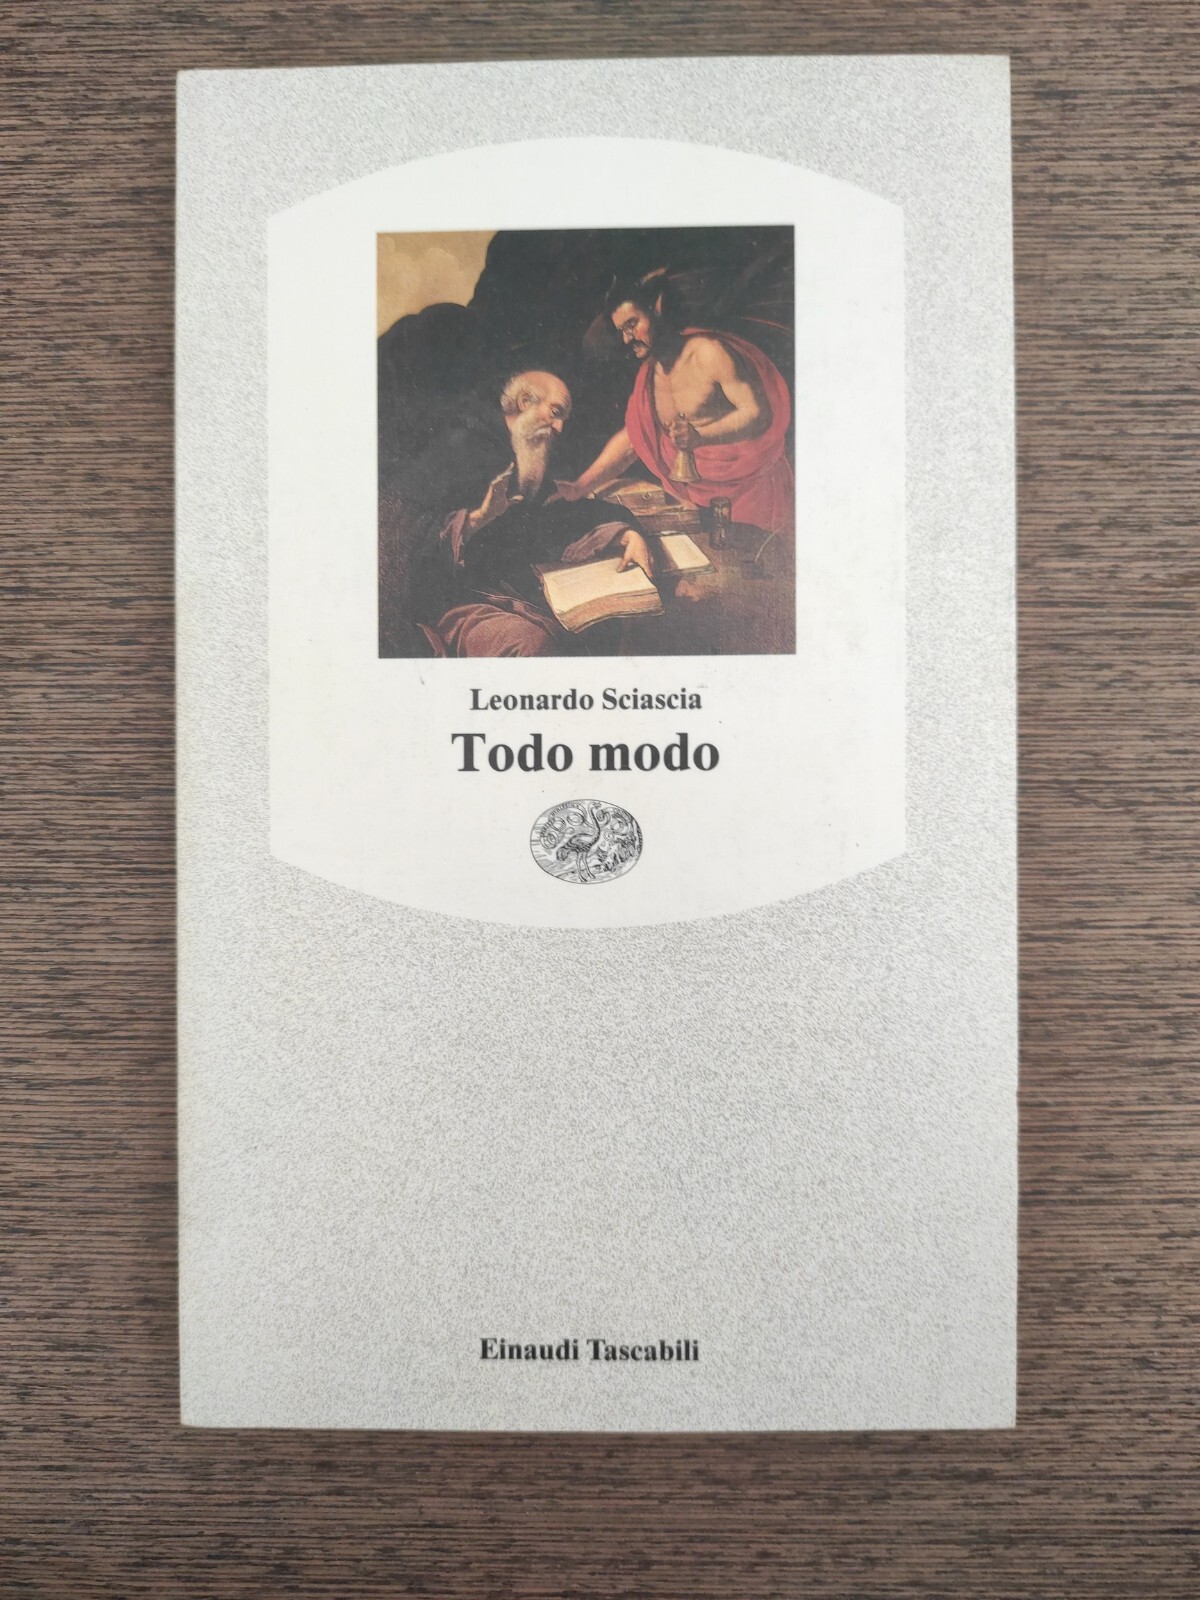 Leonardo Sciascia
Todo modo
Einaudi Tascabili